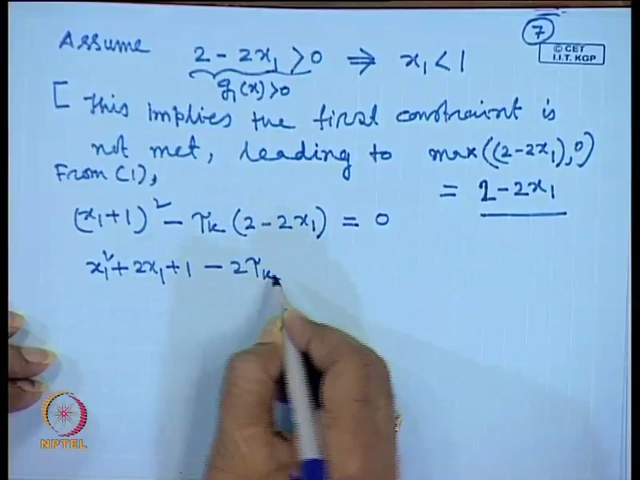 7
© CET
I.I.T. KGP
Assume 2 - 2x₁ > 0 ⇒ x₁ < 1
g₁(x) > 0
[ This implies the first constraint is
not met, leading to max((2-2x₁), 0)
= 2-2x₁
From (1),
(x₁+1)² - τₖ (2-2x₁) = 0
x₁² + 2x₁ + 1 - 2τₖ
NPTEL